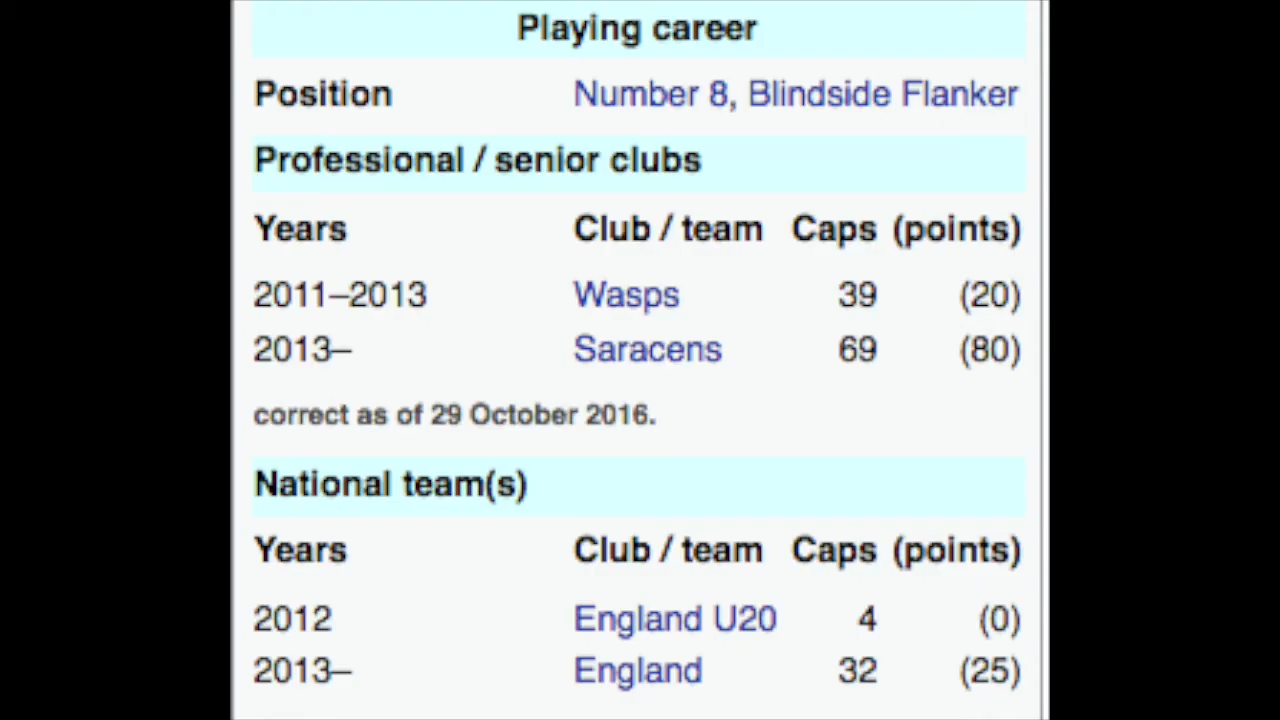 Playing career
Position Number 8, Blindside Flanker
Professional / senior clubs
Years Club / team Caps (points)
2011–2013 Wasps 39 (20)
2013– Saracens 69 (80)
correct as of 29 October 2016.
National team(s)
Years Club / team Caps (points)
2012 England U20 4 (0)
2013– England 32 (25)